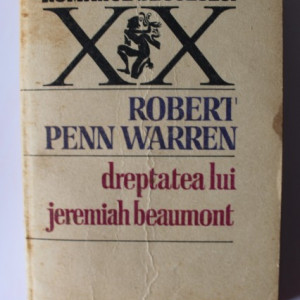 XX
ROBERT
PENN WARREN
dreptatea lui
jeremiah beaumont